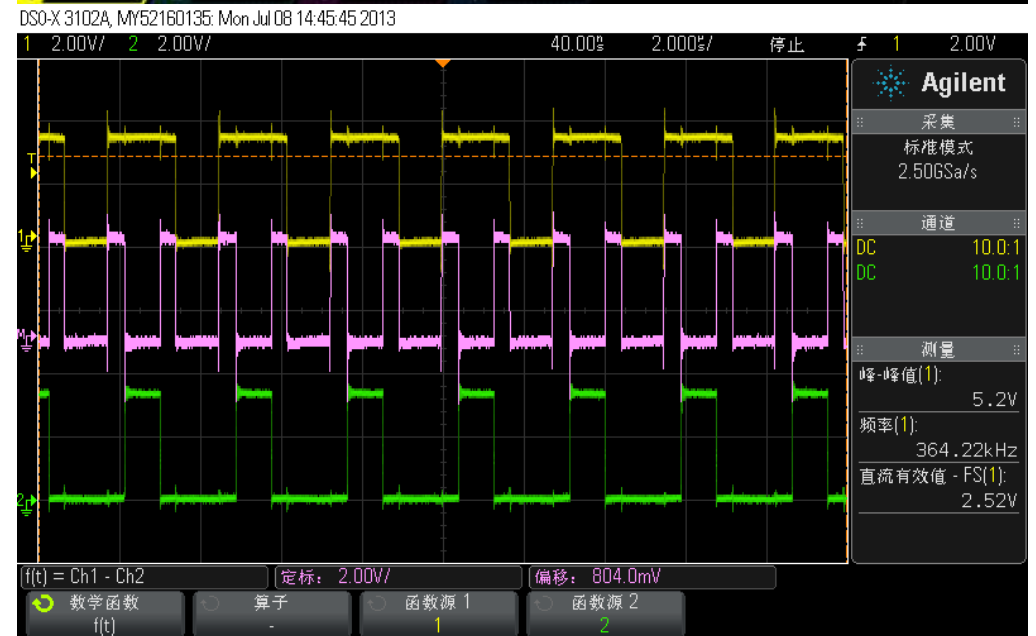 DSO-X 3102A, MY52160135: Mon Jul 08 14:45:45 2013
1 2.00V/ 2 2.00V/ 40.00µs 2.000µs/ 停止 1 2.00V
Agilent
采集
标准模式
2.50GSa/s
通道
DC 10.0:1
DC 10.0:1
测量
峰-峰值(1):
5.2V
频率(1):
364.22kHz
直流有效值 - FS(1):
2.52V
T
1
M
2
f(t) = Ch1 - Ch2 定标: 2.00V/ 偏移: 804.0mV
数学函数 算子 函数源 1 函数源 2
f(t) - 1 2